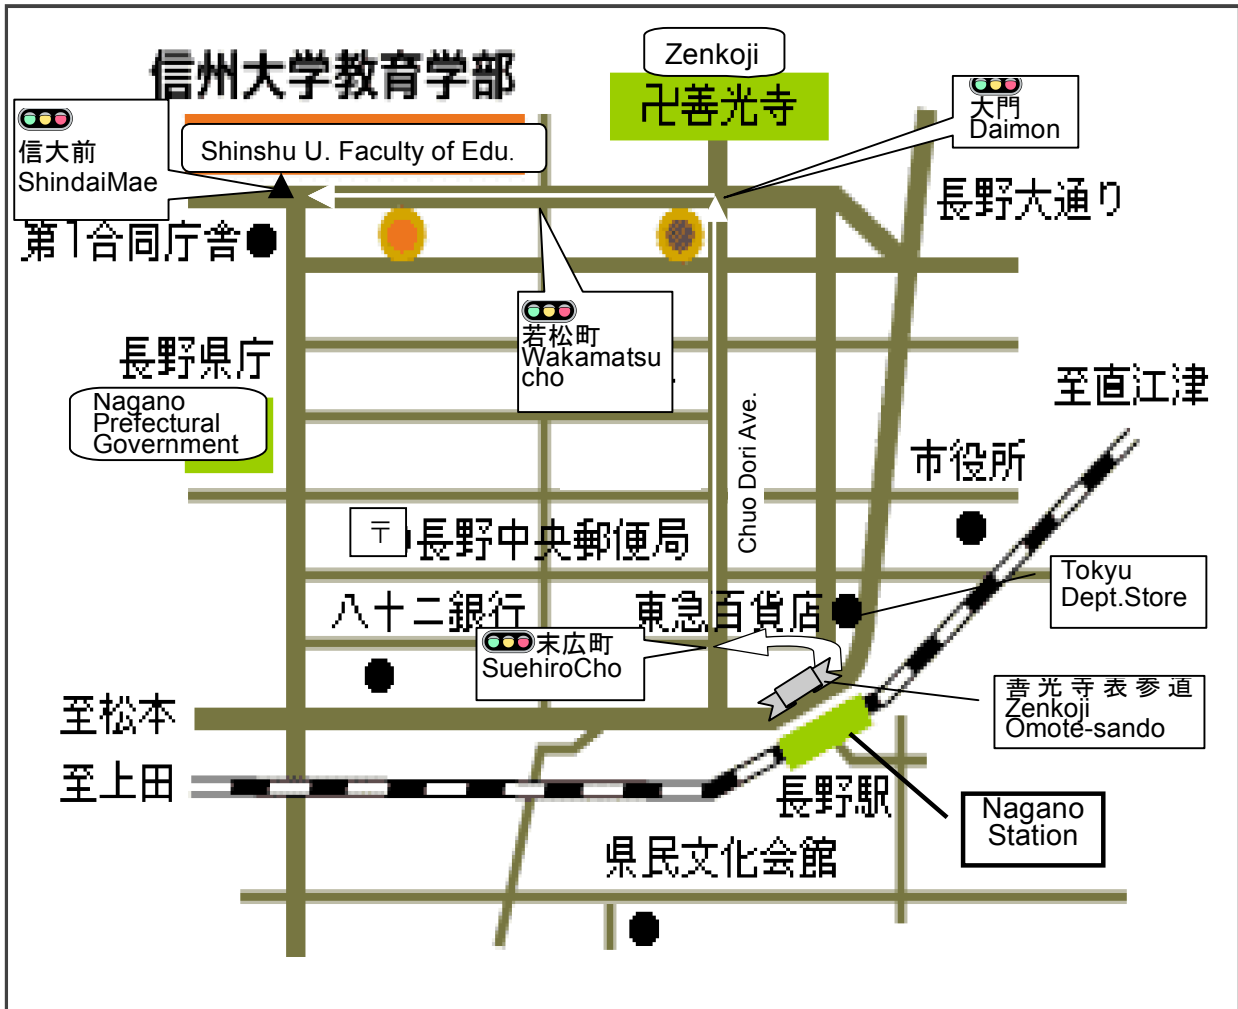 Zenkoji
信州大学教育学部
卍善光寺
大門
Daimon
信大前
ShindaiMae
Shinshu U. Faculty of Edu.
長野大通り
第1合同庁舎
若松町
Wakamatsu
cho
長野県庁
Nagano
Prefectural
Government
至直江津
Chuo Dori Ave.
市役所
〒
長野中央郵便局
Tokyu
Dept.Store
八十二銀行
東急百貨店
末広町
SuehiroCho
善光寺表参道
Zenkoji
Omote-sando
至松本
至上田
長野駅
Nagano
Station
県民文化会館